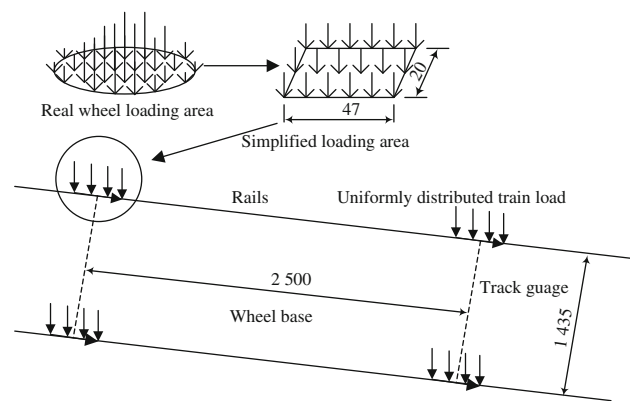 Real wheel loading area
20
47
Simplified loading area
Rails
Uniformly distributed train load
2 500
Track guage
Wheel base
1 435